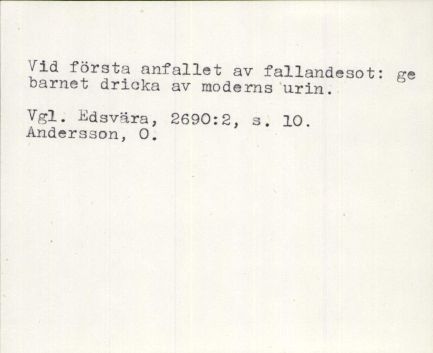 Vid första anfallet av fallandesot: ge
barnet dricka av moderns urin.
Vgl. Edsvära, 2690:2, s. 10.
Andersson, O.